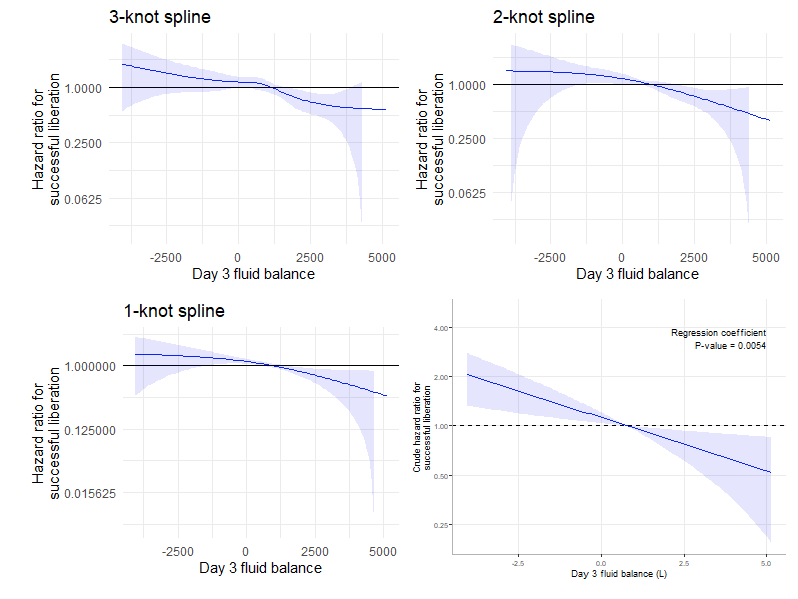 3-knot spline
Hazard ratio for
successful liberation
1.0000
0.2500
0.0625
-2500
0
2500
5000
Day 3 fluid balance
2-knot spline
Hazard ratio for
successful liberation
1.0000
0.2500
0.0625
-2500
0
2500
5000
Day 3 fluid balance
1-knot spline
Hazard ratio for
successful liberation
1.000000
0.125000
0.015625
-2500
0
2500
5000
Day 3 fluid balance
Crude hazard ratio for
successful liberation
4.00
2.00
1.00
0.50
0.25
Regression coefficient
P-value = 0.0054
-2.5
0.0
2.5
5.0
Day 3 fluid balance (L)